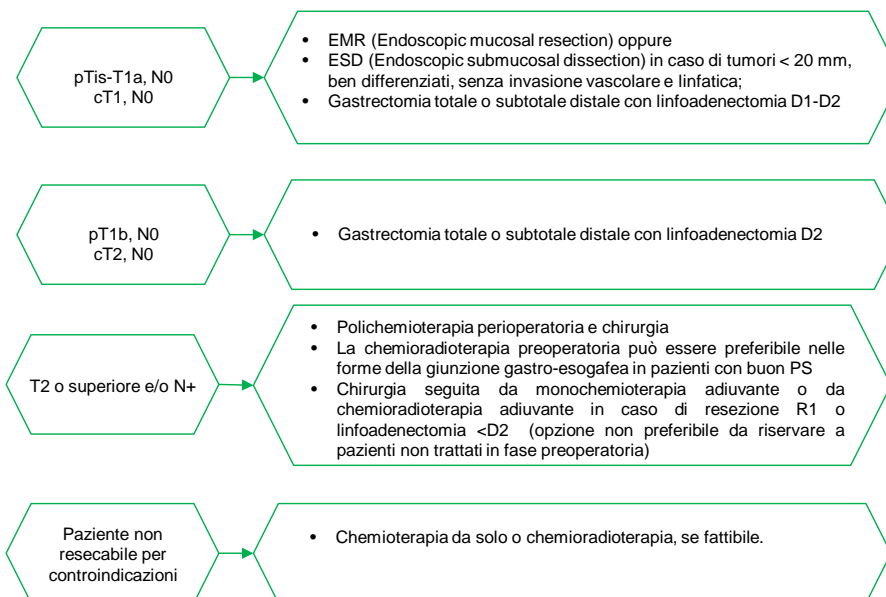 pTis-T1a, N0
cT1, N0
• EMR (Endoscopic mucosal resection) oppure
• ESD (Endoscopic submucosal dissection) in caso di tumori < 20 mm,
ben differenziati, senza invasione vascolare e linfatica;
• Gastrectomia totale o subtotale distale con linfoadenectomia D1-D2
pT1b, N0
cT2, N0
• Gastrectomia totale o subtotale distale con linfoadenectomia D2
T2 o superiore e/o N+
• Polichemioterapia perioperatoria e chirurgia
• La chemioradioterapia preoperatoria può essere preferibile nelle
forme della giunzione gastro-esogafea in pazienti con buon PS
• Chirurgia seguita da monochemioterapia adiuvante o da
chemioradioterapia adiuvante in caso di resezione R1 o
linfoadenectomia <D2 (opzione non preferibile da riservare a
pazienti non trattati in fase preoperatoria)
Paziente non
resecabile per
controindicazioni
• Chemioterapia da solo o chemioradioterapia, se fattibile.